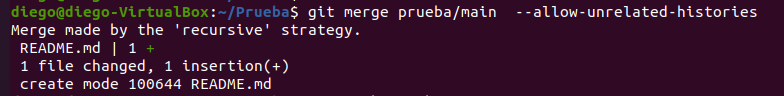 diego@diego-VirtualBox:~/Prueba$ git merge prueba/main  --allow-unrelated-histories
Merge made by the 'recursive' strategy.
 README.md | 1 +
 1 file changed, 1 insertion(+)
 create mode 100644 README.md